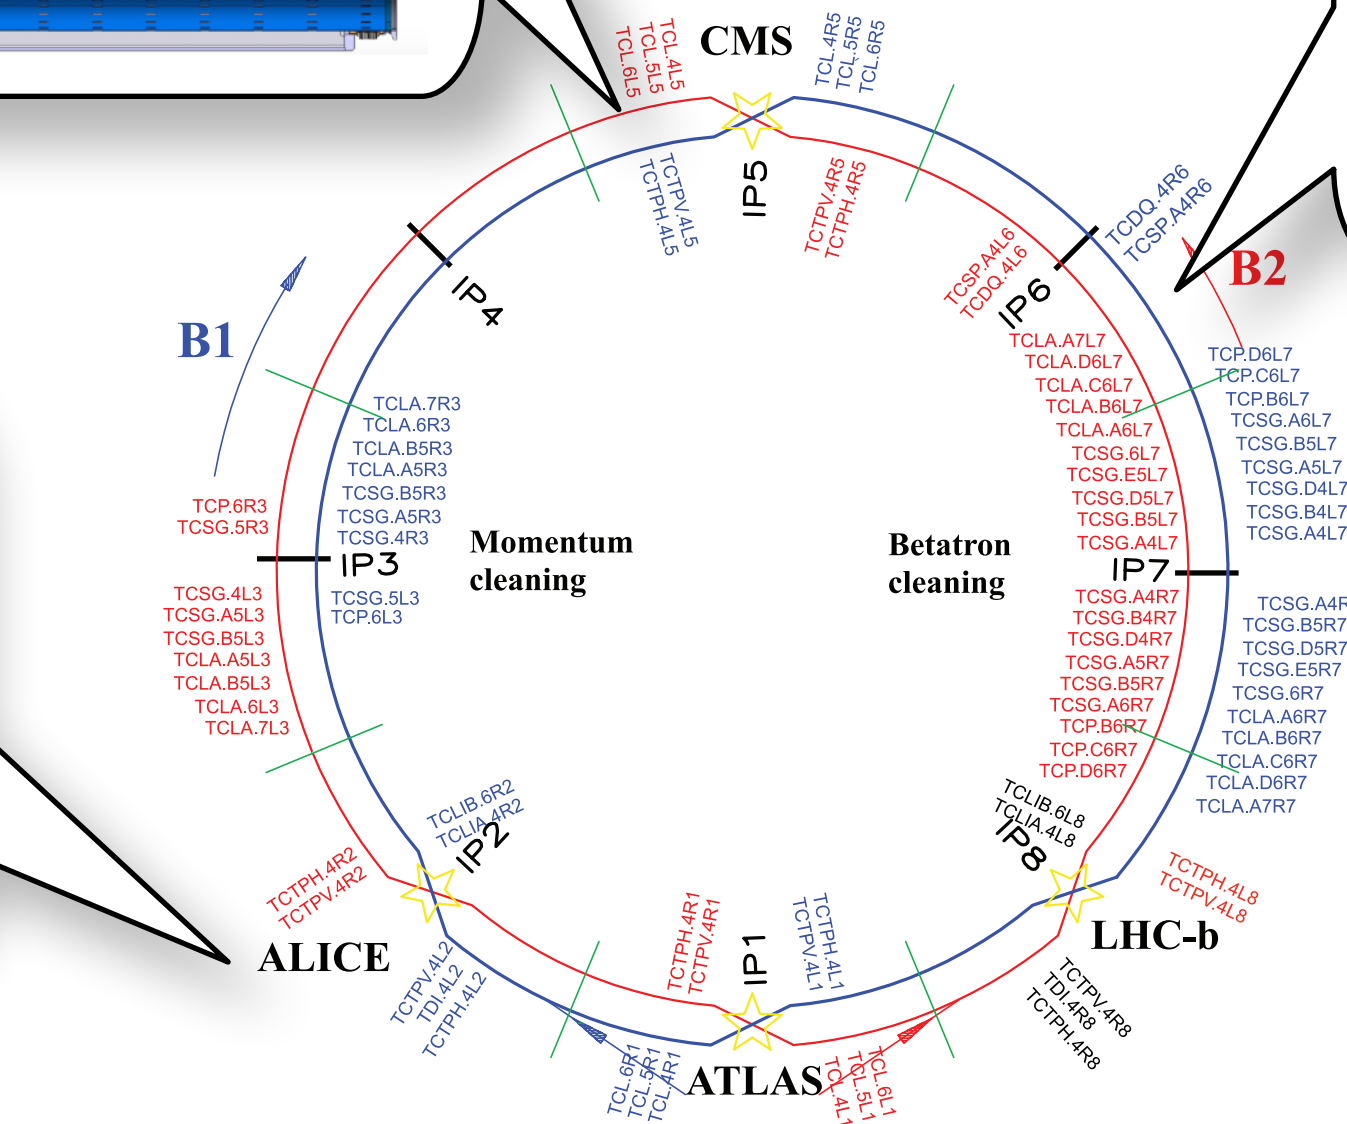 CMS
TCL.6L5
TCL.5L5
TCL.4L5
TCL.4R5
TCL.5R5
TCL.6R5
IP5
TCTPH.4L5
TCTPV.4L5
TCTPV.4R5
TCTPH.4R5
TCDQ.4R6
TCSP.A4R6
TCSP.A4L6
TCDQ.4L6
IP6
IP4
B1
B2
TCLA.7R3
TCLA.6R3
TCLA.B5R3
TCLA.A5R3
TCSG.B5R3
TCSG.A5R3
TCSG.4R3
TCP.6R3
TCSG.5R3
IP3
TCSG.5L3
TCP.6L3
TCSG.4L3
TCSG.A5L3
TCSG.B5L3
TCLA.A5L3
TCLA.B5L3
TCLA.6L3
TCLA.7L3
Momentum
cleaning
Betatron
cleaning
TCLA.A7L7
TCLA.D6L7
TCLA.C6L7
TCLA.B6L7
TCLA.A6L7
TCSG.6L7
TCSG.E5L7
TCSG.D5L7
TCSG.B5L7
TCSG.A4L7
IP7
TCSG.A4R7
TCSG.B4R7
TCSG.D4R7
TCSG.A5R7
TCSG.B5R7
TCSG.A6R7
TCP.B6R7
TCP.C6R7
TCP.D6R7
TCP.D6L7
TCP.C6L7
TCP.B6L7
TCSG.A6L7
TCSG.B5L7
TCSG.A5L7
TCSG.D4L7
TCSG.B4L7
TCSG.A4L7
TCSG.A4R
TCSG.B5R7
TCSG.D5R7
TCSG.E5R7
TCSG.6R7
TCLA.A6R7
TCLA.B6R7
TCLA.C6R7
TCLA.D6R7
TCLA.A7R7
TCLIB.6R2
TCLIA.4R2
IP2
TCTPH.4R2
TCTPV.4R2
ALICE
TCTPV.4L2
TDI.4L2
TCTPH.4L2
TCLIB.6L8
TCLIA.4L8
IP8
TCTPH.4L8
TCTPV.4L8
LHC-b
TCTPV.4R8
TDI.4R8
TCTPH.4R8
TCTPH.4R1
TCTPV.4R1
IP1
TCTPV.4L1
TCTPH.4L1
TCL.6R1
TCL.5R1
TCL.4R1
ATLAS
TCL.4L1
TCL.5L1
TCL.6L1